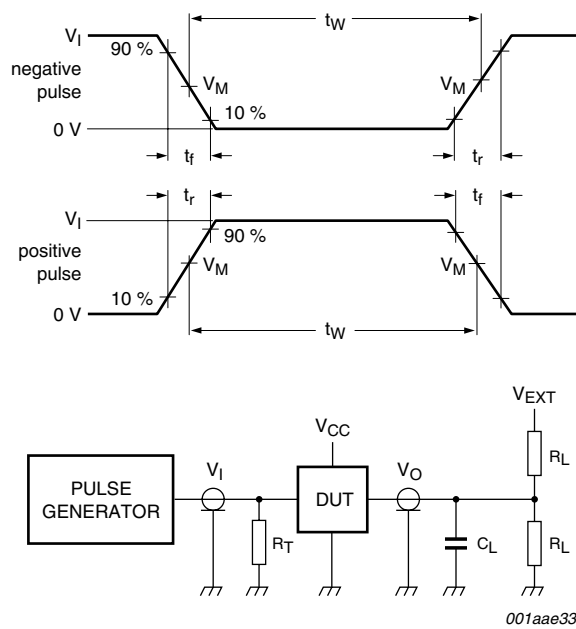 V_I
t_W
90 %
negative
pulse
V_M
V_M
10 %
0 V
t_f
t_r
t_r
t_f
V_I
90 %
positive
pulse
V_M
V_M
10 %
0 V
t_W
V_EXT
V_CC
R_L
V_I
V_O
PULSE
GENERATOR
DUT
R_T
C_L
R_L
001aae33